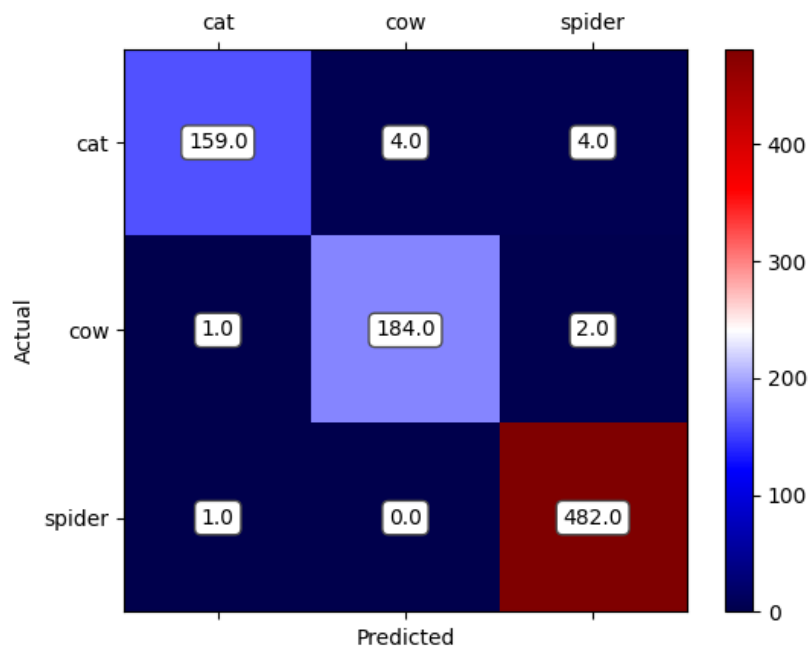 cat cow spider
cat 159.0 4.0 4.0
400
300
Actual
cow 1.0 184.0 2.0
200
100
spider 1.0 0.0 482.0
0
Predicted